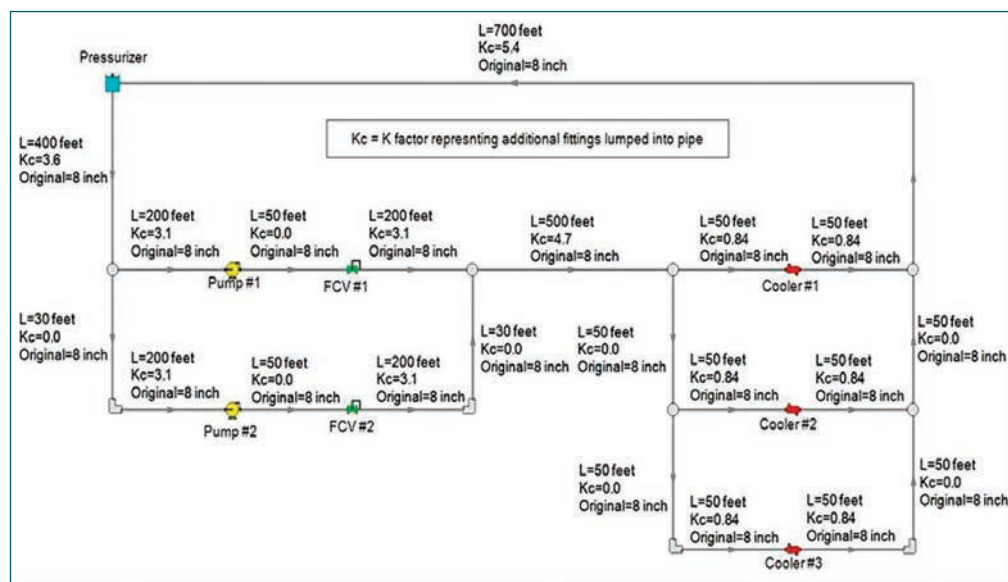 L=700 feet
Kc=5.4
Original=8 inch
Pressurizer
Kc = K factor represnting additional fittings lumped into pipe
L=400 feet
Kc=3.6
Original=8 inch
L=200 feet
Kc=3.1
Original=8 inch
L=50 feet
Kc=0.0
Original=8 inch
L=200 feet
Kc=3.1
Original=8 inch
L=500 feet
Kc=4.7
Original=8 inch
L=50 feet
Kc=0.84
Original=8 inch
L=50 feet
Kc=0.84
Original=8 inch
Pump #1
FCV #1
Cooler #1
L=30 feet
Kc=0.0
Original=8 inch
L=30 feet
Kc=0.0
Original=8 inch
L=50 feet
Kc=0.0
Original=8 inch
L=50 feet
Kc=0.0
Original=8 inch
L=200 feet
Kc=3.1
Original=8 inch
L=50 feet
Kc=0.0
Original=8 inch
L=200 feet
Kc=3.1
Original=8 inch
L=50 feet
Kc=0.84
Original=8 inch
L=50 feet
Kc=0.84
Original=8 inch
Pump #2
FCV #2
Cooler #2
L=50 feet
Kc=0.0
Original=8 inch
L=50 feet
Kc=0.0
Original=8 inch
L=50 feet
Kc=0.84
Original=8 inch
L=50 feet
Kc=0.84
Original=8 inch
Cooler #3